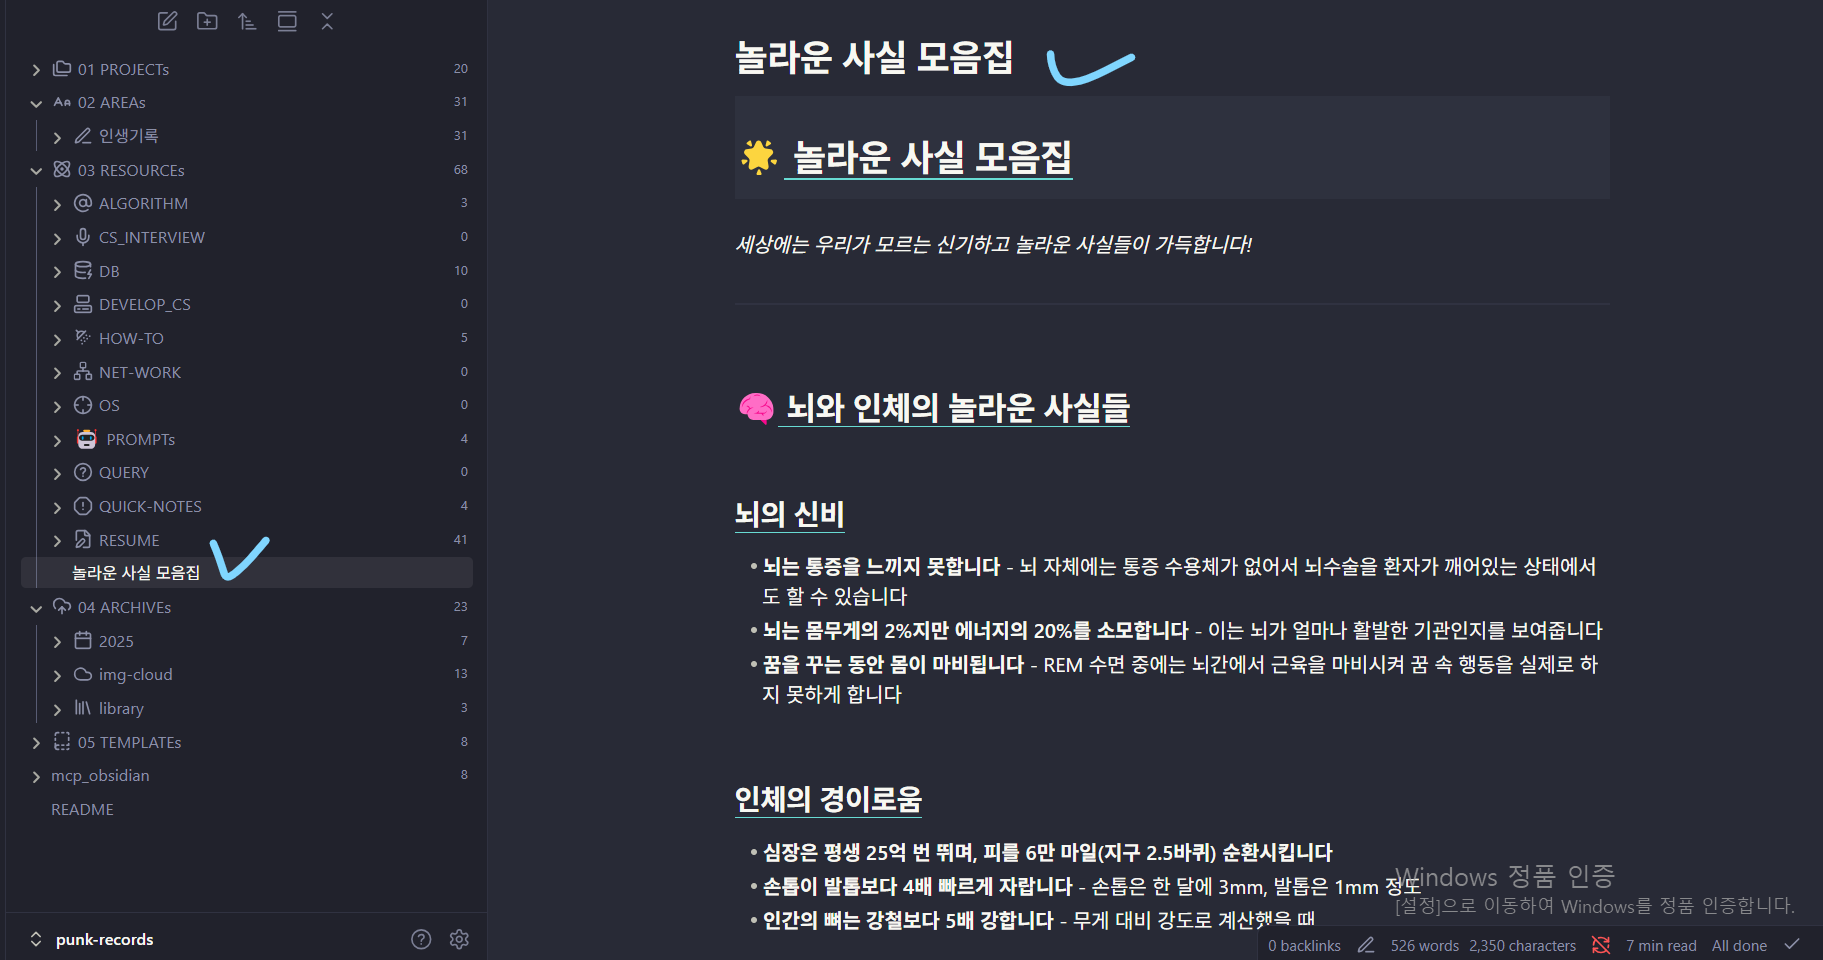 01 PROJECTs 20
02 AREAs 31
인생기록 31
03 RESOURCEs 68
ALGORITHM 3
CS_INTERVIEW 0
DB 10
DEVELOP_CS 0
HOW-TO 5
NET-WORK 0
OS 0
PROMPTs 4
QUERY 0
QUICK-NOTES 4
RESUME 41
놀라운 사실 모음집
04 ARCHIVEs 23
2025 7
img-cloud 13
library 3
05 TEMPLATEs 8
mcp_obsidian 8
README
punk-records
놀라운 사실 모음집
🌟 놀라운 사실 모음집
세상에는 우리가 모르는 신기하고 놀라운 사실들이 가득합니다!
🧠 뇌와 인체의 놀라운 사실들
뇌의 신비
• 뇌는 통증을 느끼지 못합니다 - 뇌 자체에는 통증 수용체가 없어서 뇌수술을 환자가 깨어있는 상태에서
도 할 수 있습니다
• 뇌는 몸무게의 2%지만 에너지의 20%를 소모합니다 - 이는 뇌가 얼마나 활발한 기관인지를 보여줍니다
• 꿈을 꾸는 동안 몸이 마비됩니다 - REM 수면 중에는 뇌간에서 근육을 마비시켜 꿈 속 행동을 실제로 하
지 못하게 합니다
인체의 경이로움
• 심장은 평생 25억 번 뛰며, 피를 6만 마일(지구 2.5바퀴) 순환시킵니다
• 손톱이 발톱보다 4배 빠르게 자랍니다 - 손톱은 한 달에 3mm, 발톱은 1mm 정도
• 인간의 뼈는 강철보다 5배 강합니다 - 무게 대비 강도로 계산했을 때
Windows 정품 인증
[설정]으로 이동하여 Windows를 정품 인증합니다.
0 backlinks 526 words 2,350 characters 7 min read All done